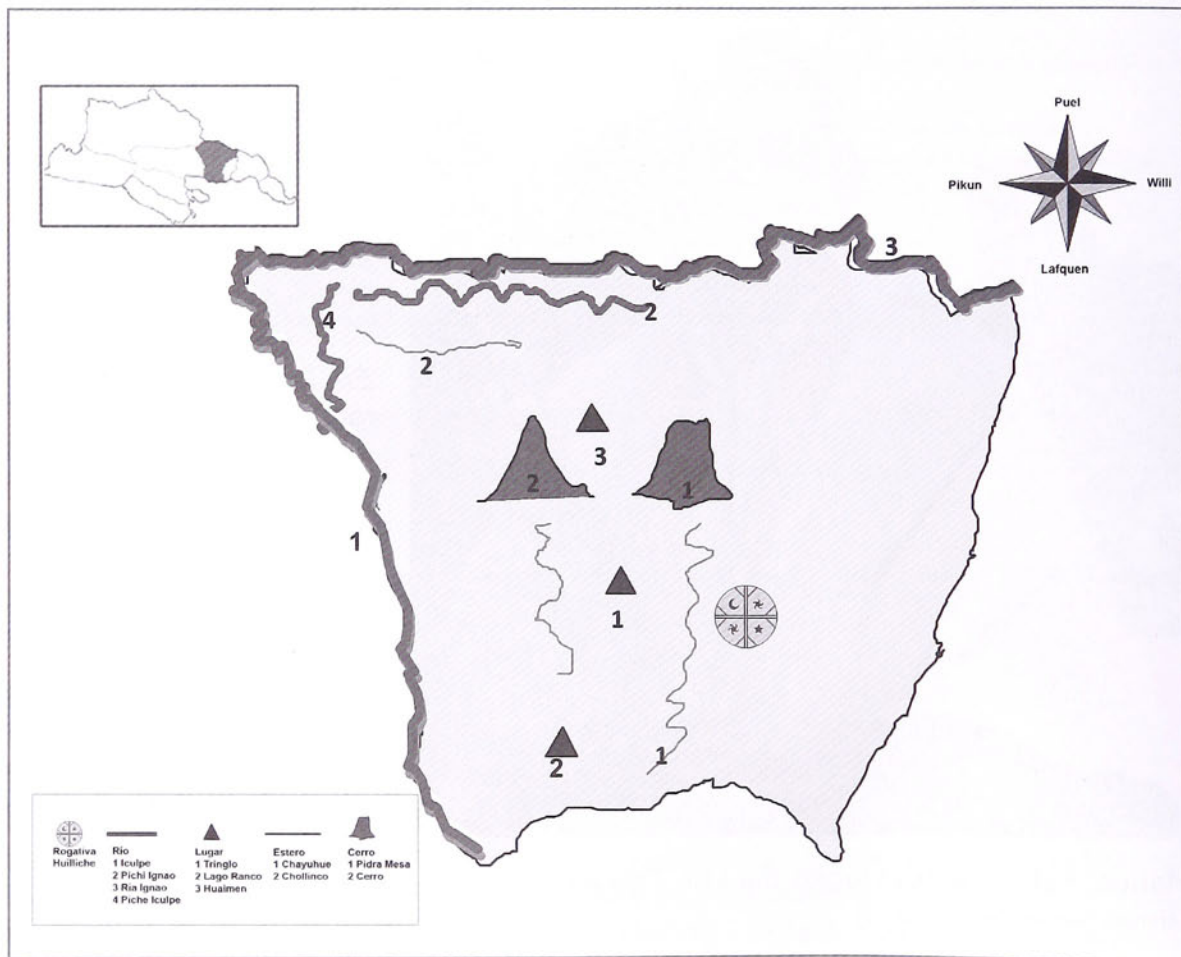 Puel
Pikun
Willi
Lafquen
3
4
2
2
3
2
1
1
1
2
1
Rogativa
Huilliche
Río
1 Iculpe
2 Pichi Ignao
3 Ria Ignao
4 Piche Iculpe
Lugar
1 Tringlo
2 Lago Ranco
3 Huaimen
Estero
1 Chayuhue
2 Chollinco
Cerro
1 Pidra Mesa
2 Cerro